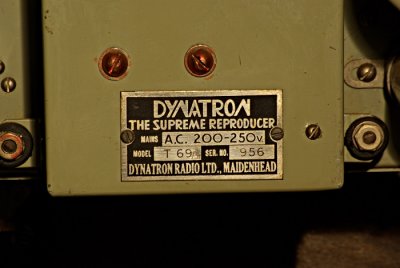 DYNATRON
THE SUPREME REPRODUCER
MAINS A.C. 200-250V.
MODEL T 69A SER. NO. 956
DYNATRON RADIO LTD., MAIDENHEAD